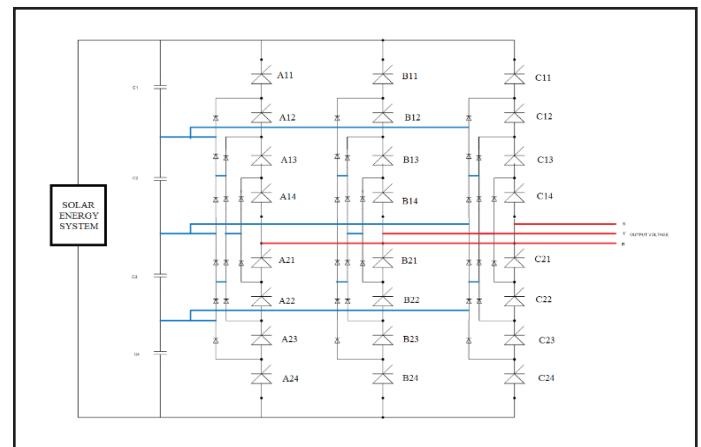 A11 B11 C11
C1
A12 B12 C12
A13 B13 C13
C2
A14 B14 C14
SOLAR
ENERGY
SYSTEM
Y OUTPUT VOLTAGE
A21 B21 C21
C3
A22 B22 C22
A23 B23 C23
A24 B24 C24